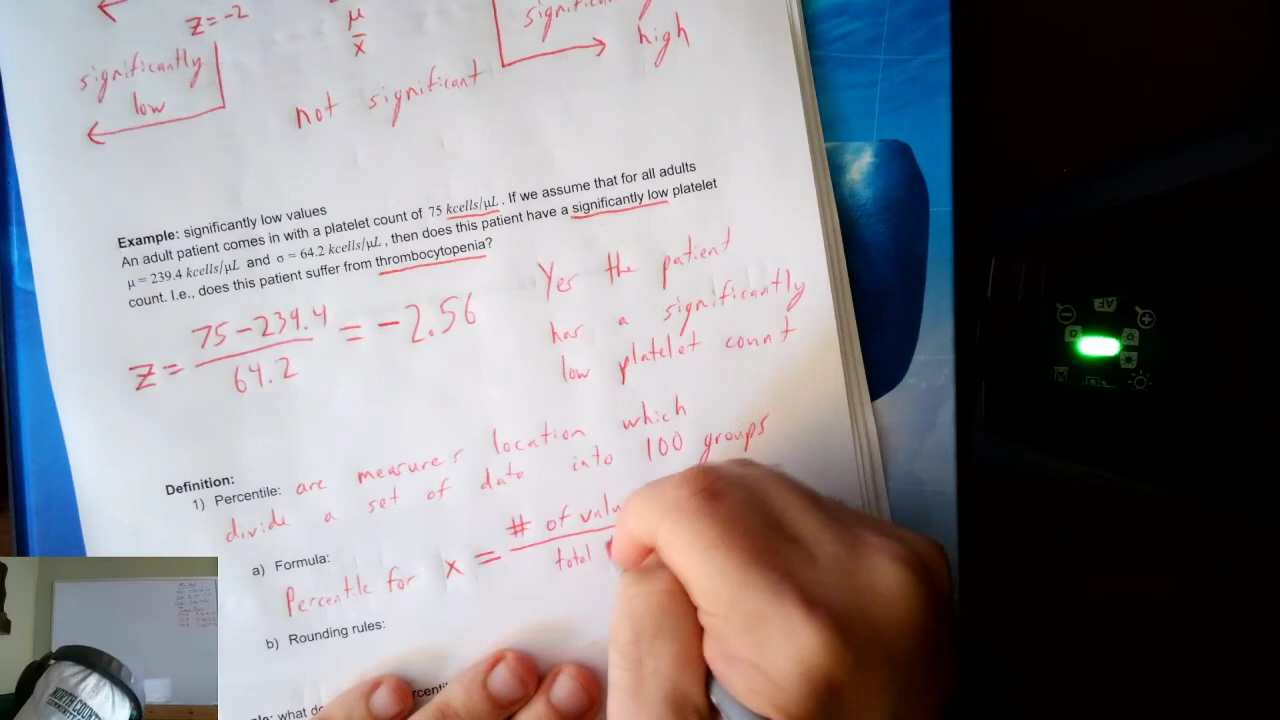 z=-2
μ
x
significantly
low
not significant
high
Example: significantly low values
An adult patient comes in with a platelet count of 75 kcells/μL. If we assume that for all adults
μ = 239.4 kcells/μL and σ = 64.2 kcells/μL, then does this patient have a significantly low platelet
count. I.e., does this patient suffer from thrombocytopenia?
z = 75-239.4 = -2.56
64.2
Yes the patient
has a significantly
low platelet count
Definition:
1) Percentile: are measures location which
divide a set of data into 100 groups
a) Formula:
Percentile for x = # of valu
total
b) Rounding rules:
what do
NORTH COUNT